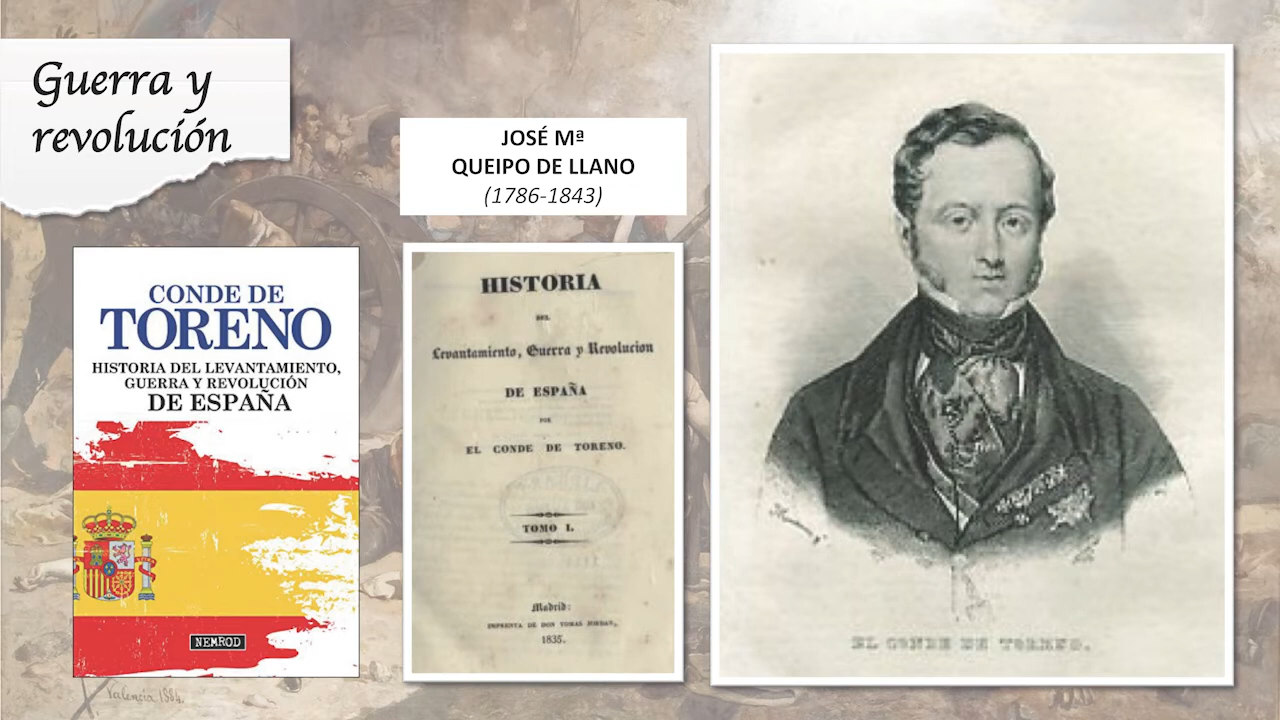 Guerra y
revolución
JOSÉ Mª
QUEIPO DE LLANO
(1786-1843)
CONDE DE
TORENO
HISTORIA DEL LEVANTAMIENTO,
GUERRA Y REVOLUCIÓN
DE ESPAÑA
NEMROD
HISTORIA
DEL
Levantamiento, Guerra y Revolucion
DE ESPAÑA
POR
EL CONDE DE TORENO.
TOMO I.
Madrid:
IMPRENTA DE DON TOMAS JORDAN,
1835.
EL CONDE DE TORENO.
Valencia 1884.